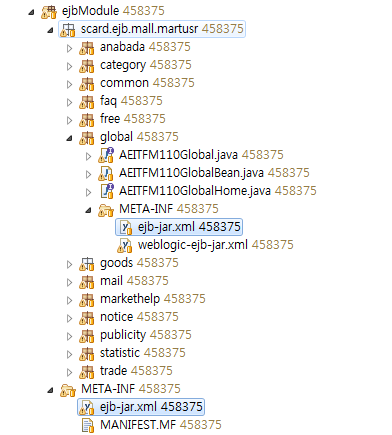 ejbModule 458375
scard.ejb.mall.martusr 458375
anabada 458375
category 458375
common 458375
faq 458375
free 458375
global 458375
AEITFM110Global.java 458375
AEITFM110GlobalBean.java 458375
AEITFM110GlobalHome.java 458375
META-INF 458375
ejb-jar.xml 458375
weblogic-ejb-jar.xml 458375
goods 458375
mail 458375
markethelp 458375
notice 458375
publicity 458375
statistic 458375
trade 458375
META-INF 458375
ejb-jar.xml 458375
MANIFEST.MF 458375